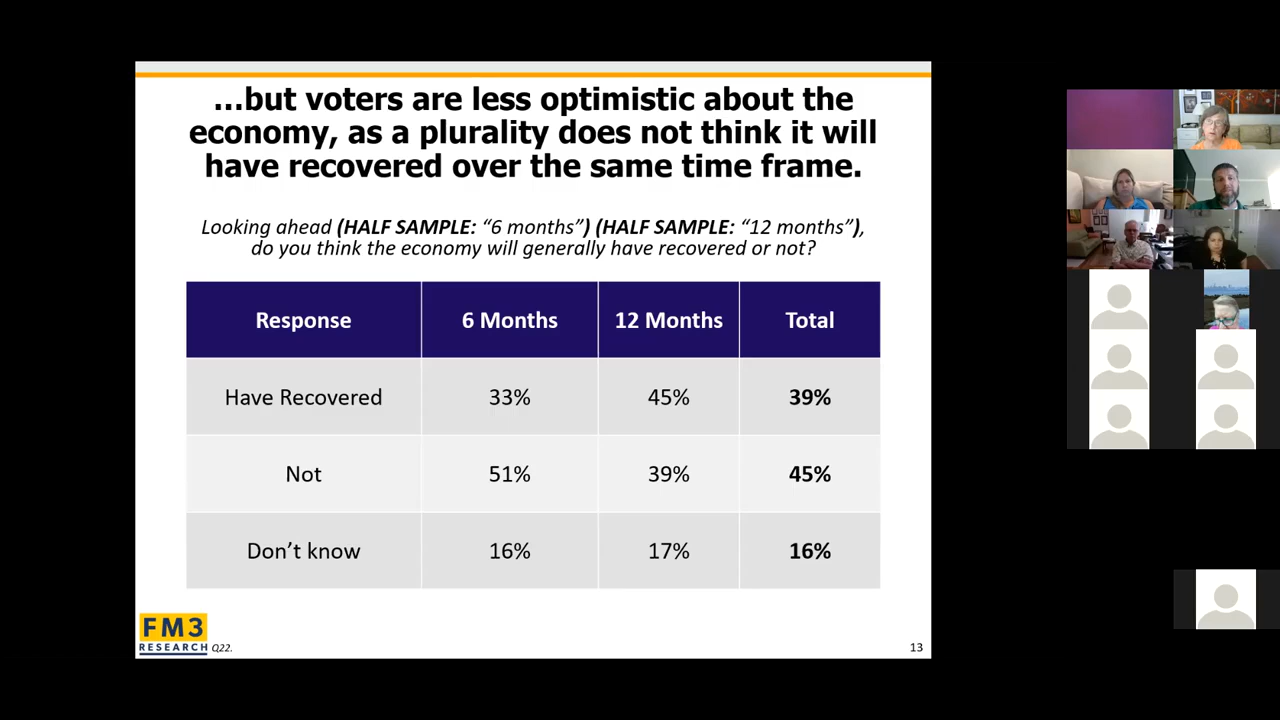 …but voters are less optimistic about the
economy, as a plurality does not think it will
have recovered over the same time frame.
Looking ahead (HALF SAMPLE: “6 months”) (HALF SAMPLE: “12 months”),
do you think the economy will generally have recovered or not?
Response 6 Months 12 Months Total
Have Recovered 33% 45% 39%
Not 51% 39% 45%
Don’t know 16% 17% 16%
FM3
RESEARCH Q22.
13